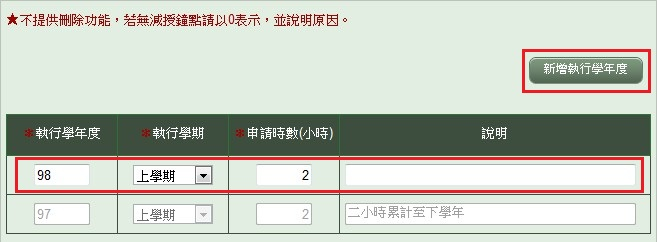 ★不提供刪除功能，若無減授鐘點請以0表示，並說明原因。
新增執行學年度
*執行學年度 *執行學期 *申請時數(小時) 說明
98 上學期 2
97 上學期 2 二小時累計至下學年